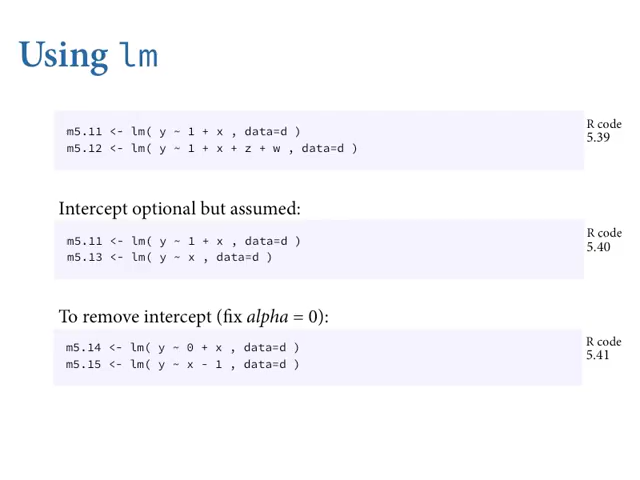 Using lm
m5.11 <- lm( y ~ 1 + x , data=d )
m5.12 <- lm( y ~ 1 + x + z + w , data=d )
R code
5.39
Intercept optional but assumed:
m5.11 <- lm( y ~ 1 + x , data=d )
m5.13 <- lm( y ~ x , data=d )
R code
5.40
To remove intercept (fix alpha = 0):
m5.14 <- lm( y ~ 0 + x , data=d )
m5.15 <- lm( y ~ x - 1 , data=d )
R code
5.41